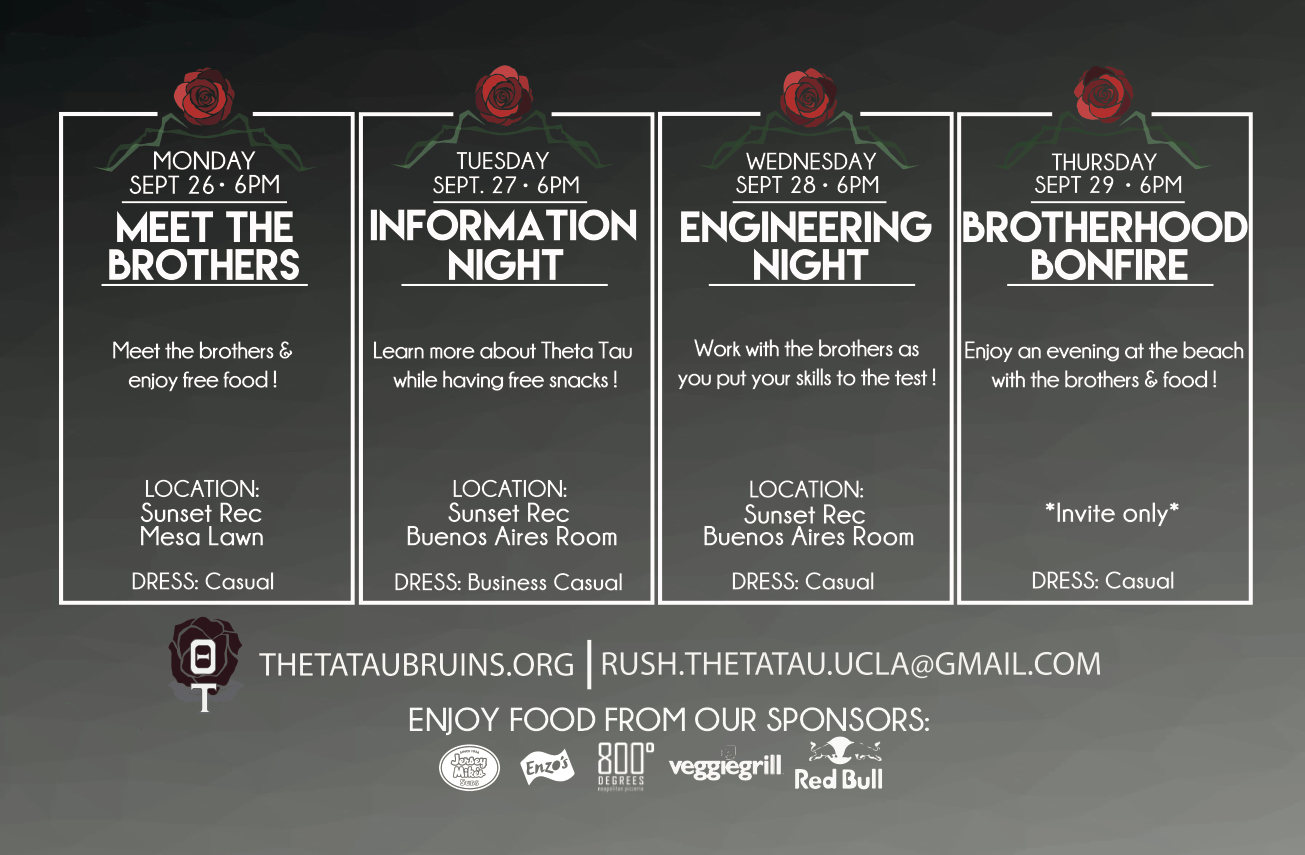 MONDAY
SEPT 26 • 6PM
MEET THE
BROTHERS
Meet the brothers &
enjoy free food !
LOCATION:
Sunset Rec
Mesa Lawn
DRESS: Casual
TUESDAY
SEPT. 27 • 6PM
INFORMATION
NIGHT
Learn more about Theta Tau
while having free snacks !
LOCATION:
Sunset Rec
Buenos Aires Room
DRESS: Business Casual
WEDNESDAY
SEPT 28 • 6PM
ENGINEERING
NIGHT
Work with the brothers as
you put your skills to the test !
LOCATION:
Sunset Rec
Buenos Aires Room
DRESS: Casual
THURSDAY
SEPT 29 • 6PM
BROTHERHOOD
BONFIRE
Enjoy an evening at the beach
with the brothers & food !
*Invite only*
DRESS: Casual
Θ
T
THETATAUBRUINS.ORG | RUSH.THETATAU.UCLA@GMAIL.COM
ENJOY FOOD FROM OUR SPONSORS:
Jersey
Mike's
Subs
Enzo's
800°
DEGREES
neapolitan pizzeria
veggiegrill
Red Bull